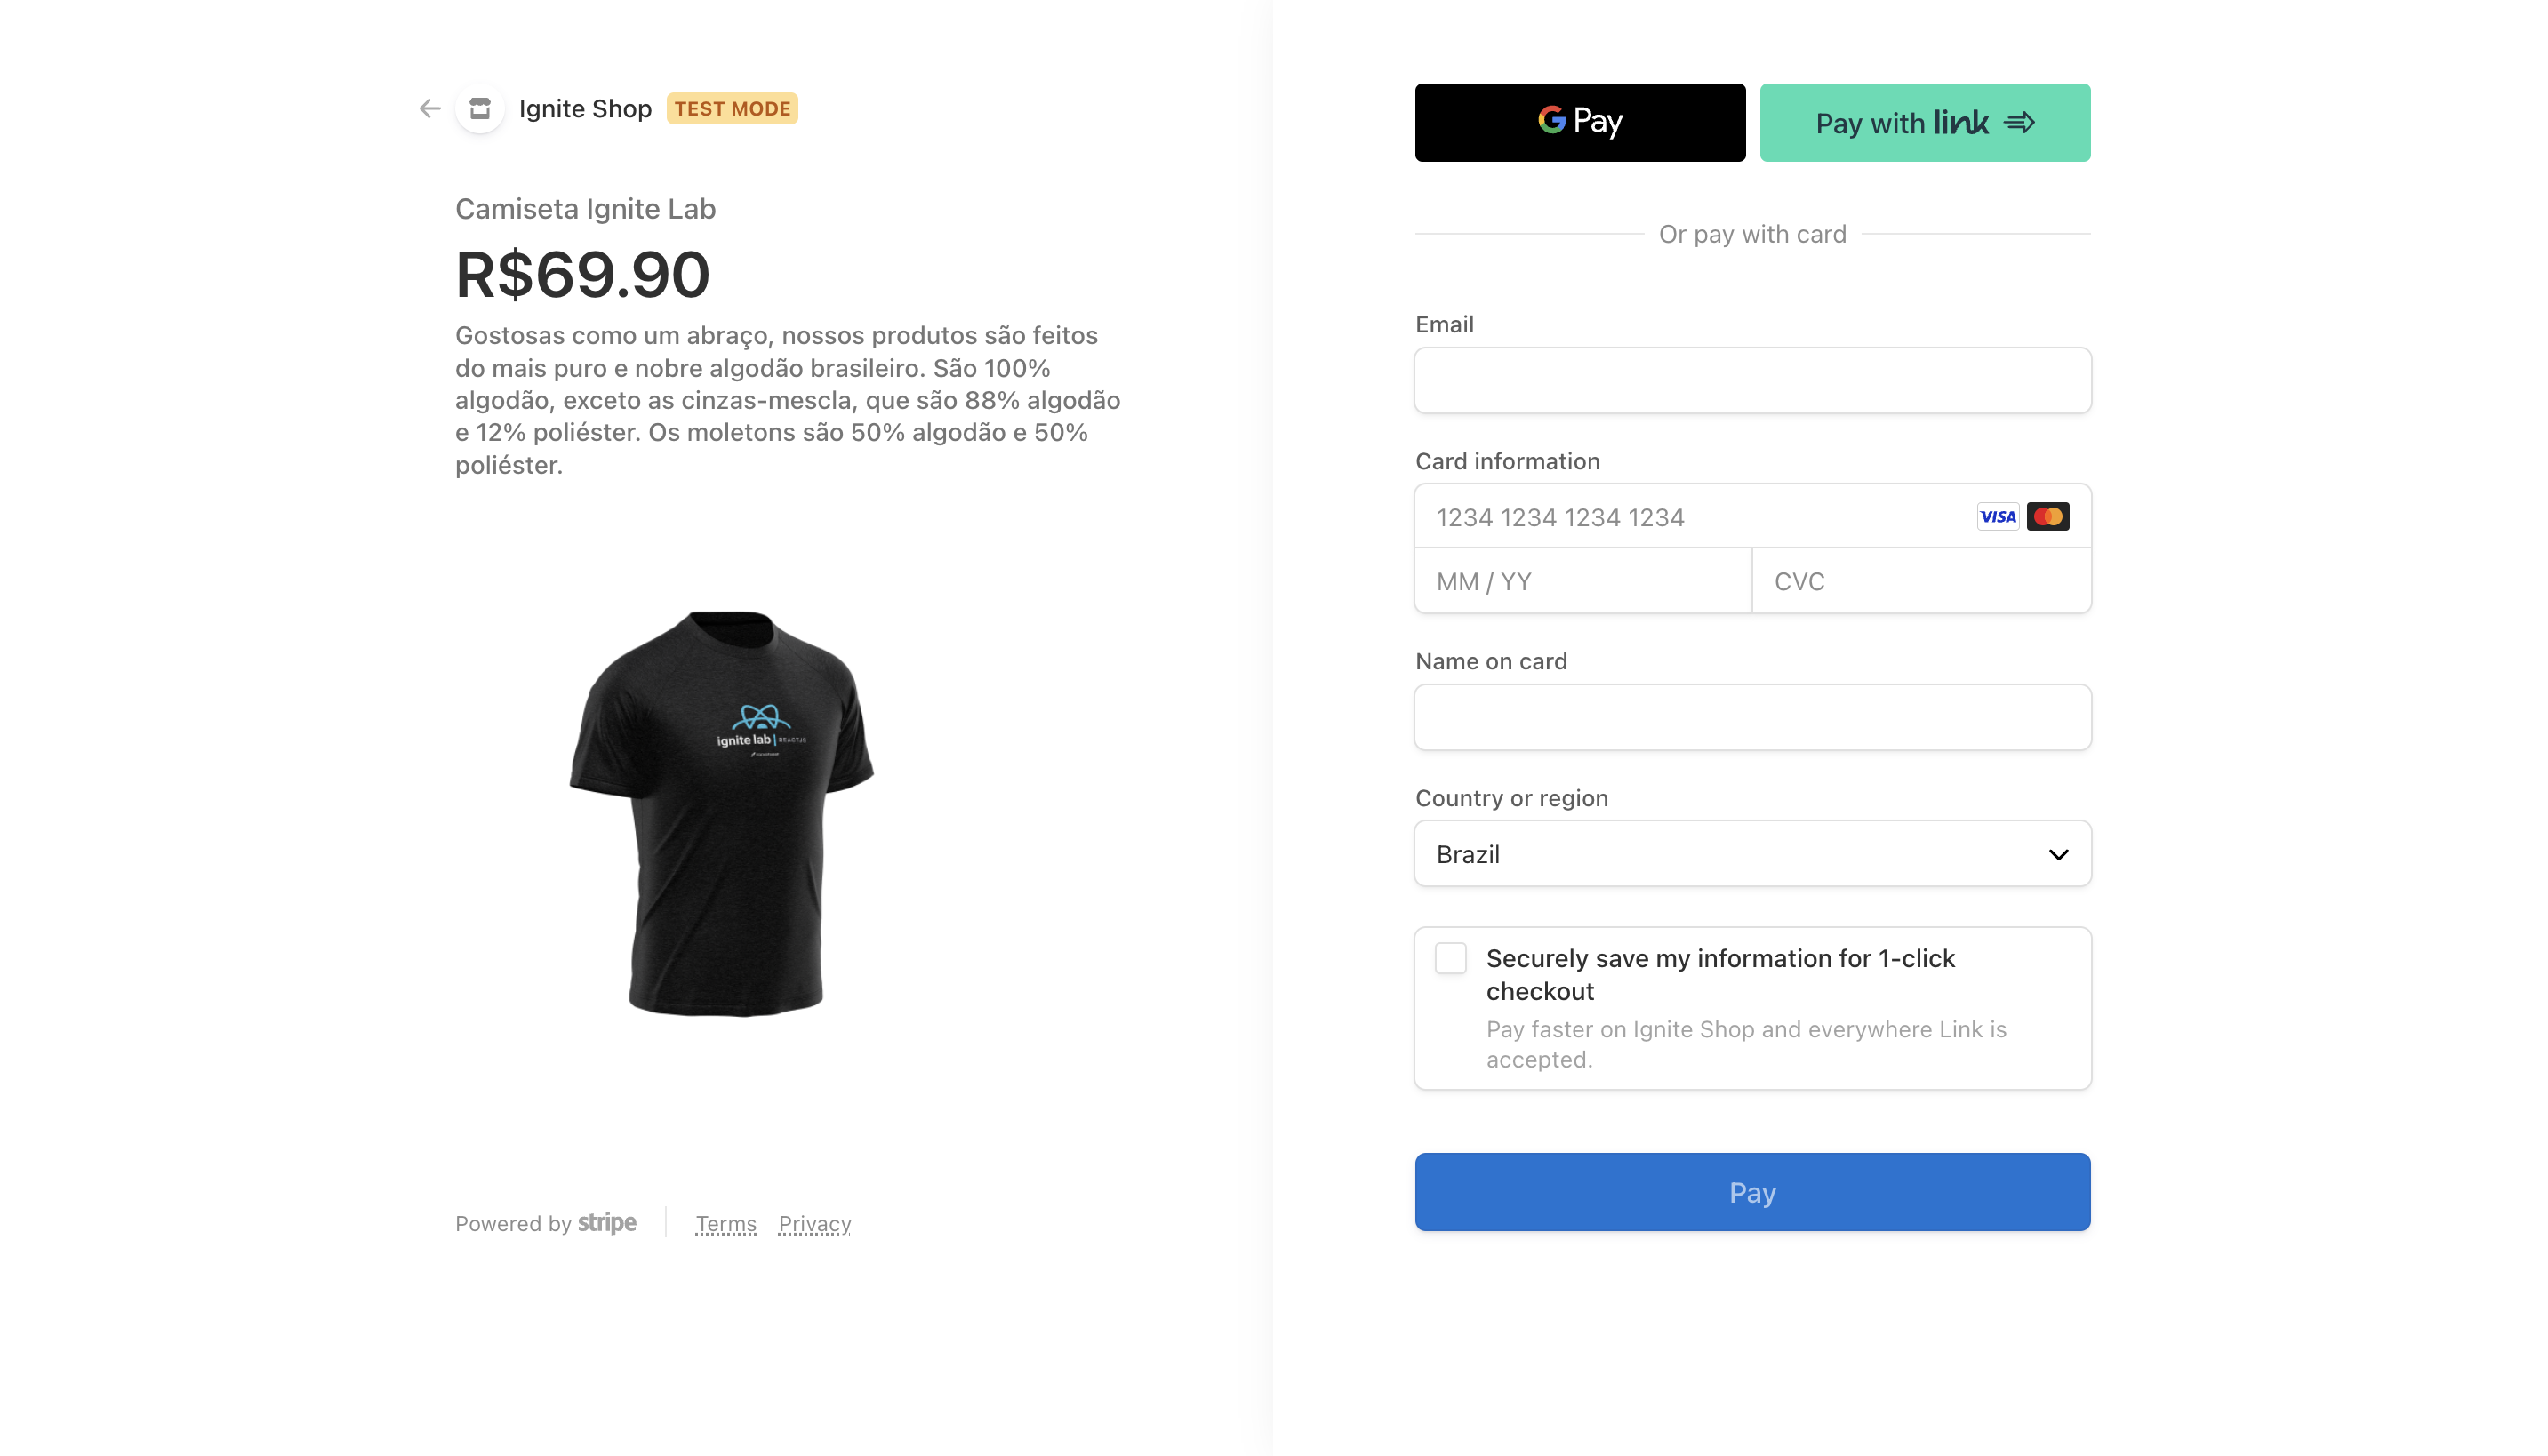 Ignite Shop TEST MODE
Camiseta Ignite Lab
R$69.90
Gostosas como um abraço, nossos produtos são feitos
do mais puro e nobre algodão brasileiro. São 100%
algodão, exceto as cinzas-mescla, que são 88% algodão
e 12% poliéster. Os moletons são 50% algodão e 50%
poliéster.
ignite lab | REACTJS
Powered by stripe
Terms Privacy
G Pay
Pay with link
Or pay with card
Email
Card information
1234 1234 1234 1234 VISA
MM / YY CVC
Name on card
Country or region
Brazil
Securely save my information for 1-click
checkout
Pay faster on Ignite Shop and everywhere Link is
accepted.
Pay